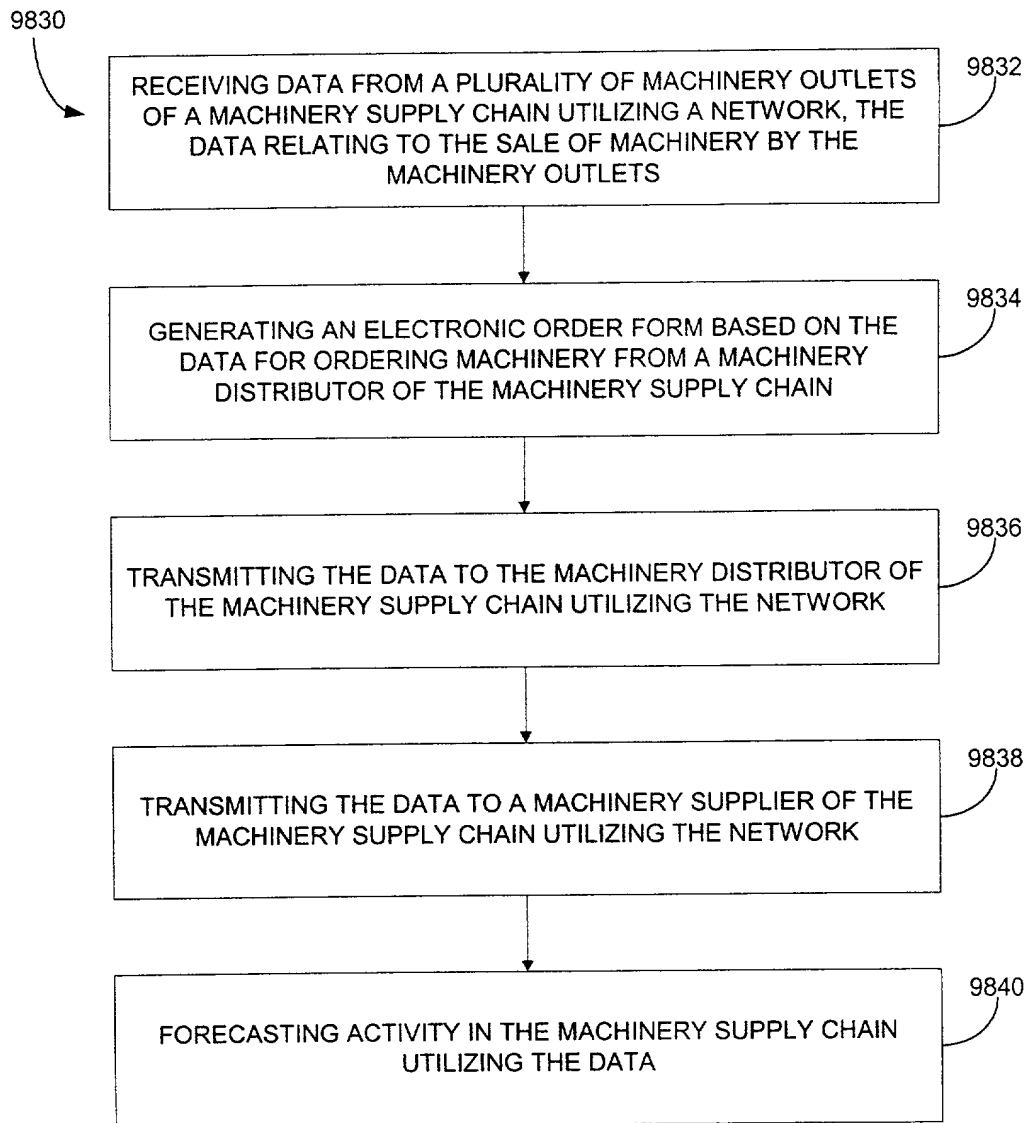 9830
RECEIVING DATA FROM A PLURALITY OF MACHINERY OUTLETS
OF A MACHINERY SUPPLY CHAIN UTILIZING A NETWORK, THE
DATA RELATING TO THE SALE OF MACHINERY BY THE
MACHINERY OUTLETS
9832
GENERATING AN ELECTRONIC ORDER FORM BASED ON THE
DATA FOR ORDERING MACHINERY FROM A MACHINERY
DISTRIBUTOR OF THE MACHINERY SUPPLY CHAIN
9834
TRANSMITTING THE DATA TO THE MACHINERY DISTRIBUTOR OF
THE MACHINERY SUPPLY CHAIN UTILIZING THE NETWORK
9836
TRANSMITTING THE DATA TO A MACHINERY SUPPLIER OF THE
MACHINERY SUPPLY CHAIN UTILIZING THE NETWORK
9838
FORECASTING ACTIVITY IN THE MACHINERY SUPPLY CHAIN
UTILIZING THE DATA
9840